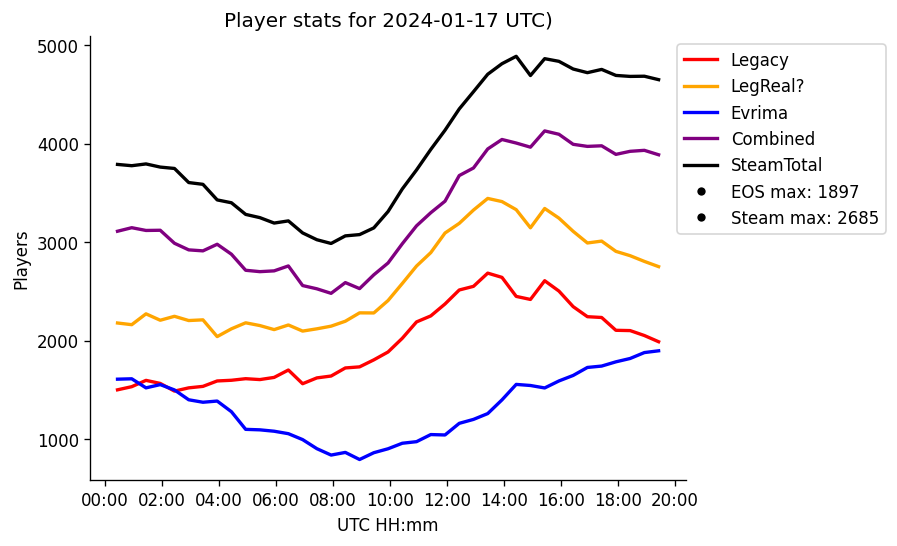 Player stats for 2024-01-17 UTC)
5000
4000
3000
2000
1000
Players
00:00 02:00 04:00 06:00 08:00 10:00 12:00 14:00 16:00 18:00 20:00
UTC HH:mm
Legacy
LegReal?
Evrima
Combined
SteamTotal
EOS max: 1897
Steam max: 2685